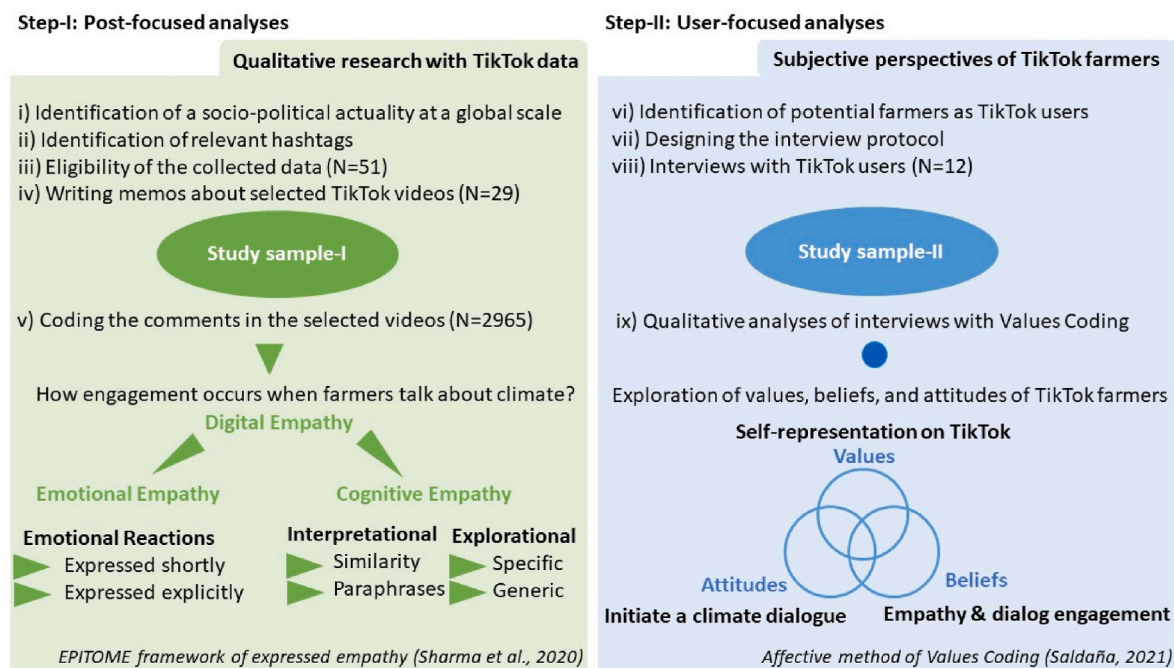 Step-I: Post-focused analyses
Qualitative research with TikTok data
i) Identification of a socio-political actuality at a global scale
ii) Identification of relevant hashtags
iii) Eligibility of the collected data (N=51)
iv) Writing memos about selected TikTok videos (N=29)
Study sample-I
v) Coding the comments in the selected videos (N=2965)
How engagement occurs when farmers talk about climate?
Digital Empathy
Emotional Empathy
Cognitive Empathy
Emotional Reactions
Expressed shortly
Expressed explicitly
Interpretational
Similarity
Paraphrases
Explorational
Specific
Generic
EPITOME framework of expressed empathy (Sharma et al., 2020)
Step-II: User-focused analyses
Subjective perspectives of TikTok farmers
vi) Identification of potential farmers as TikTok users
vii) Designing the interview protocol
viii) Interviews with TikTok users (N=12)
Study sample-II
ix) Qualitative analyses of interviews with Values Coding
Exploration of values, beliefs, and attitudes of TikTok farmers
Self-representation on TikTok
Values
Attitudes
Beliefs
Initiate a climate dialogue
Empathy & dialog engagement
Affective method of Values Coding (Saldaña, 2021)